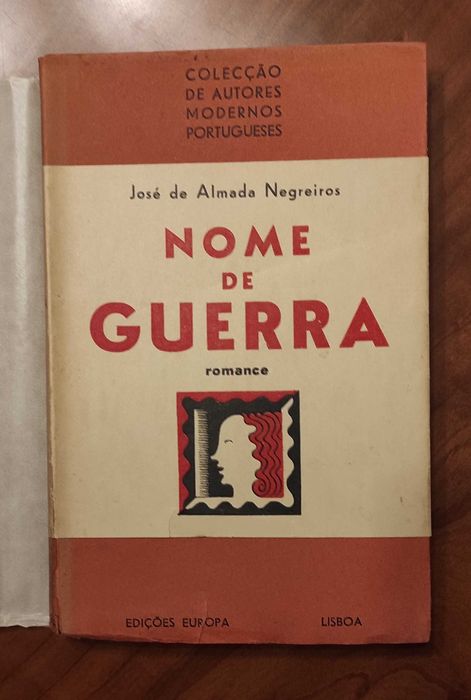 COLECÇÃO
DE AUTORES
MODERNOS
PORTUGUESES
José de Almada Negreiros
NOME
DE
GUERRA
romance
EDIÇÕES EUROPA LISBOA